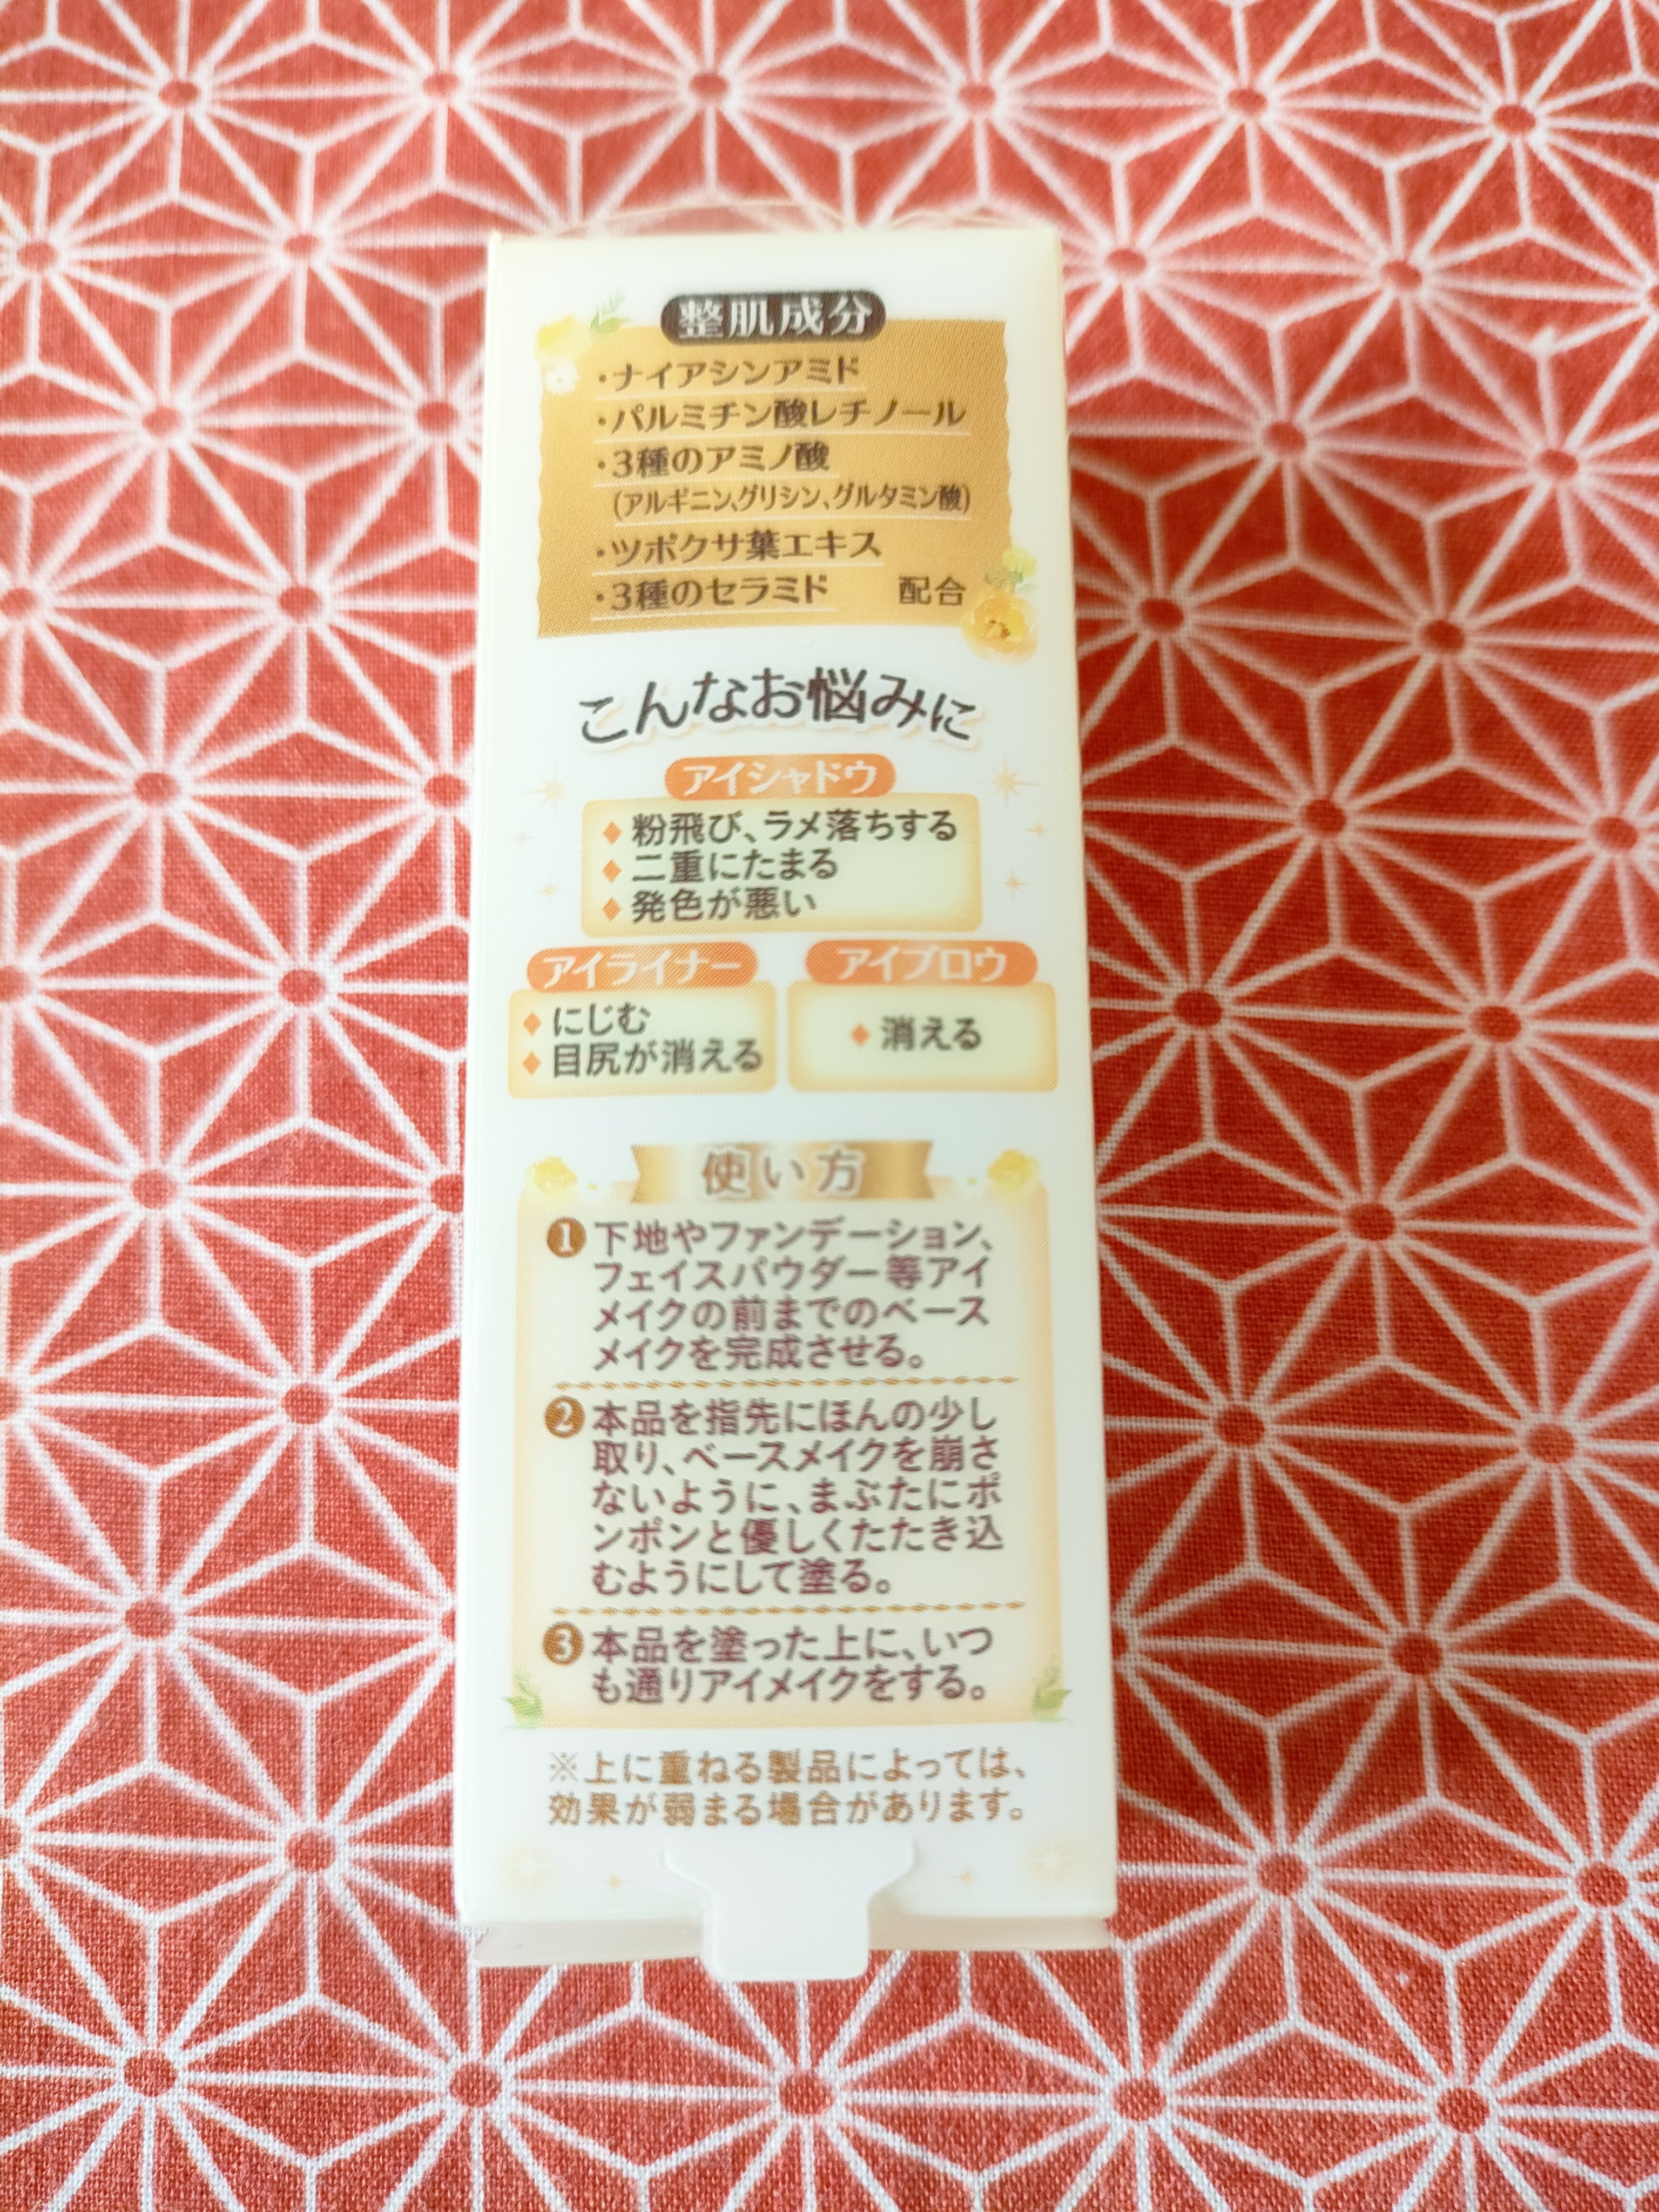 整肌成分
・ナイアシンアミド
・パルミチン酸レチノール
・3種のアミノ酸
(アルギニン、グリシン、グルタミン酸)
・ツボクサ葉エキス
・3種のセラミド 配合
こんなお悩みに
アイシャドウ
◆粉飛び、ラメ落ちする
◆二重にたまる
◆発色が悪い
アイライナー
◆にじむ
◆目尻が消える
アイブロウ
◆消える
使い方
❶下地やファンデーション、
フェイスパウダー等アイ
メイクの前までのベース
メイクを完成させる。
❷本品を指先にほんの少し
取り、ベースメイクを崩さ
ないように、まぶたにポ
ンポンと優しくたたき込
むようにして塗る。
❸本品を塗った上に、いつ
も通りアイメイクをする。
※上に重ねる製品によっては、
効果が弱まる場合があります。